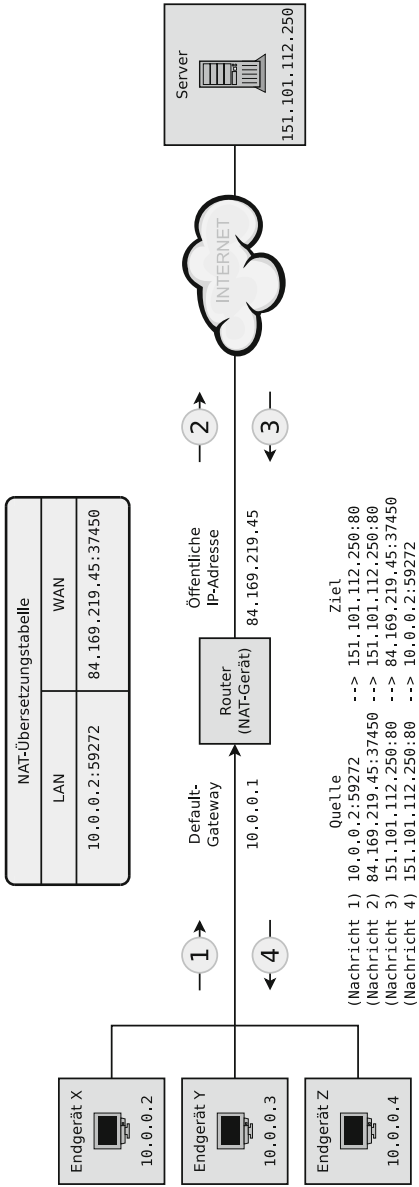 NAT-Übersetzungstabelle
LAN WAN
10.0.0.2:59272 84.169.219.45:37450
Endgerät X
10.0.0.2
Endgerät Y
10.0.0.3
Endgerät Z
10.0.0.4
1
4
Default-
Gateway
10.0.0.1
Router
(NAT-Gerät)
Öffentliche
IP-Adresse
84.169.219.45
2
3
INTERNET
Server
151.101.112.250
Quelle Ziel
(Nachricht 1) 10.0.0.2:59272 --> 151.101.112.250:80
(Nachricht 2) 84.169.219.45:37450 --> 151.101.112.250:80
(Nachricht 3) 151.101.112.250:80 --> 84.169.219.45:37450
(Nachricht 4) 151.101.112.250:80 --> 10.0.0.2:59272